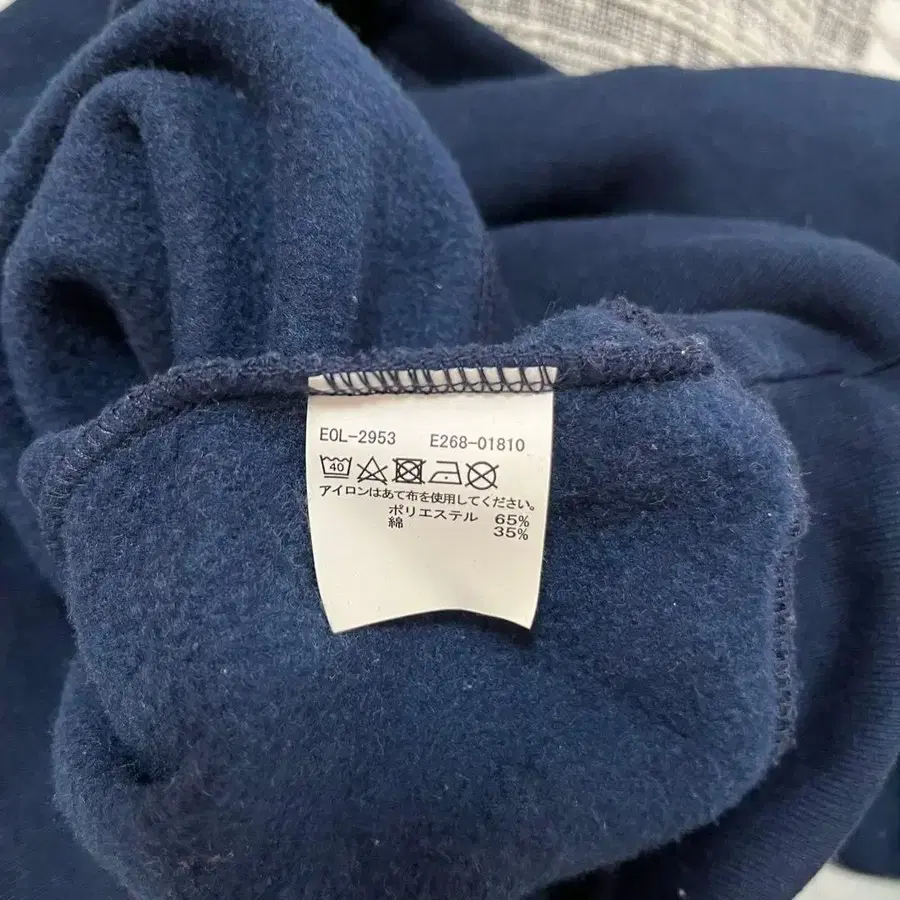 EOL-2953 E268-01810
40
アイロンはあて布を使用してください。
ポリエステル 65%
綿 35%